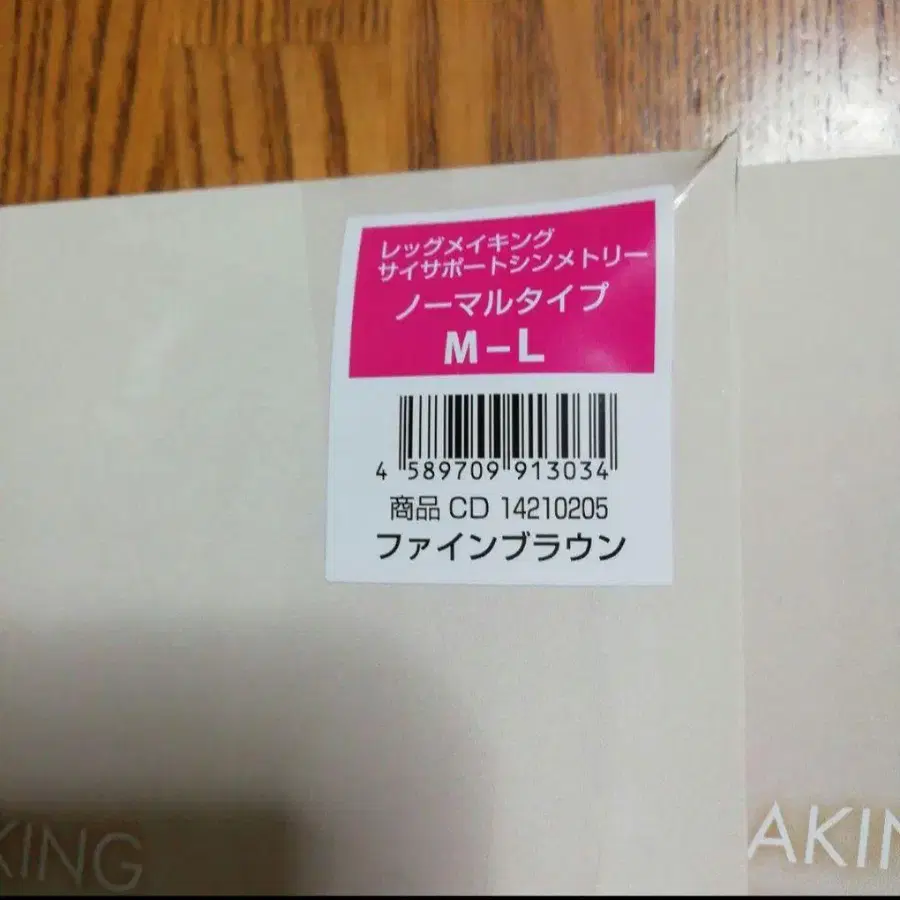 レッグメイキング
サイサポートシンメトリー
ノーマルタイプ
M-L
4 589709 913034
商品 CD 14210205
ファインブラウン
KING
AKIN